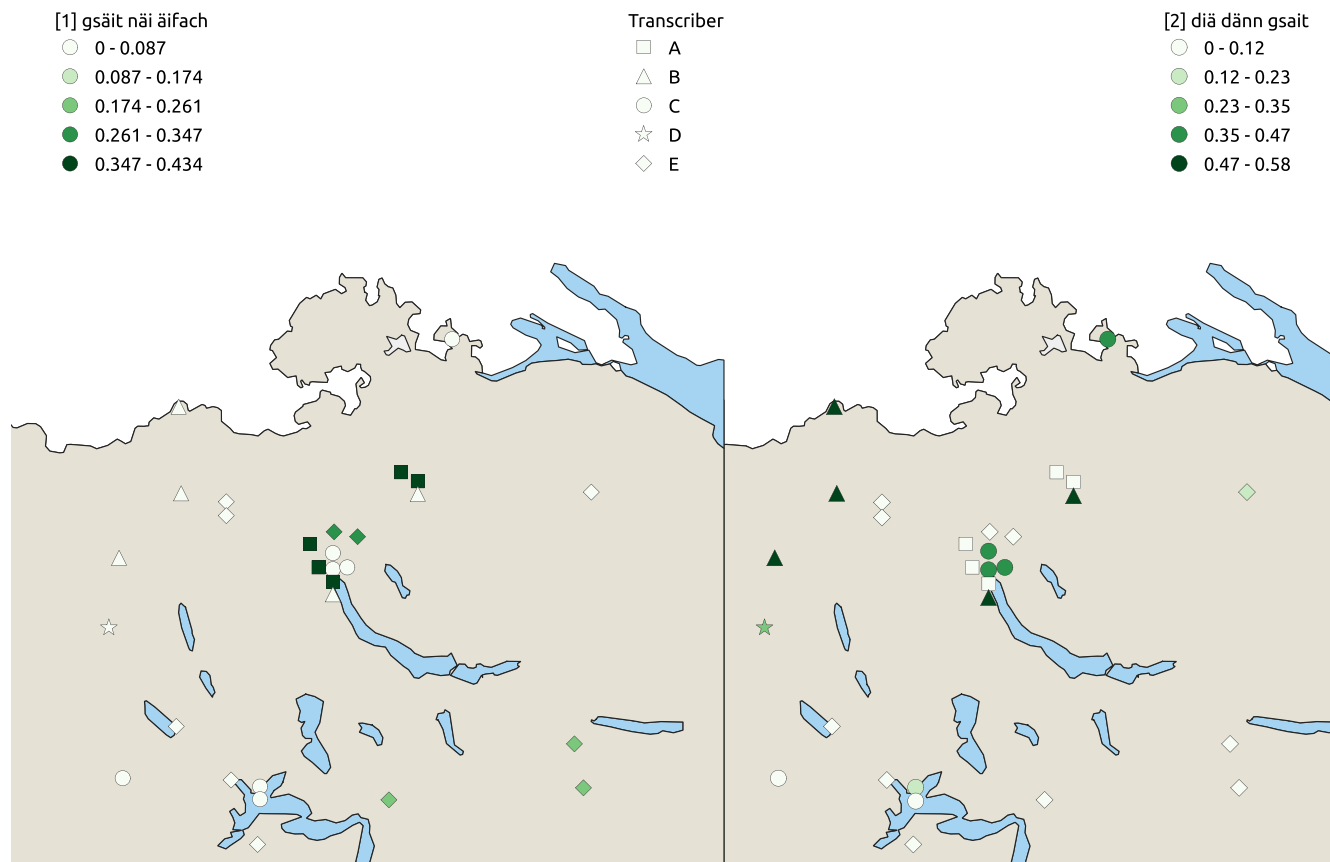 [1] gsäit näi äifach
0 - 0.087
0.087 - 0.174
0.174 - 0.261
0.261 - 0.347
0.347 - 0.434
Transcriber
A
B
C
D
E
[2] diä dänn gsait
0 - 0.12
0.12 - 0.23
0.23 - 0.35
0.35 - 0.47
0.47 - 0.58